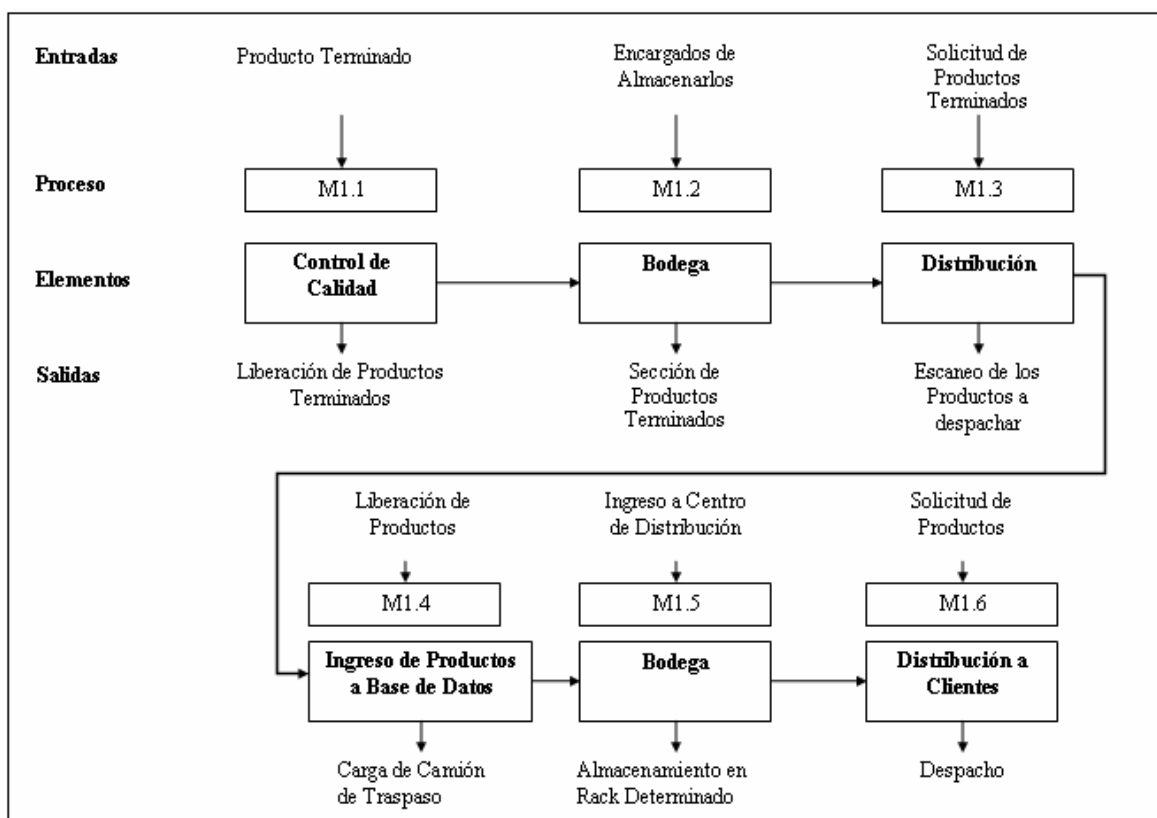 Entradas
Producto Terminado
Encargados de
Almacenarlos
Solicitud de
Productos
Terminados
Proceso
M1.1
M1.2
M1.3
Elementos
Control de
Calidad
Bodega
Distribución
Salidas
Liberación de Productos
Terminados
Sección de
Productos
Terminados
Escaneo de los
Productos a
despachar
Liberación de
Productos
Ingreso a Centro
de Distribución
Solicitud de
Productos
M1.4
M1.5
M1.6
Ingreso de Productos
a Base de Datos
Bodega
Distribución a
Clientes
Carga de Camión
de Traspaso
Almacenamiento en
Rack Determinado
Despacho